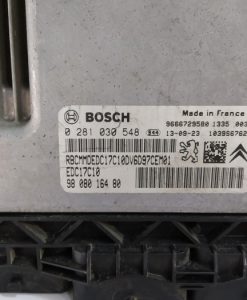 BOSCH
Made in France
9666729580 1335 003
0 281 030 548 13-09-23 1039S6762
RBCMMDEDC17C10DV6D97CEM01
EDC17C10
98 080 164 80